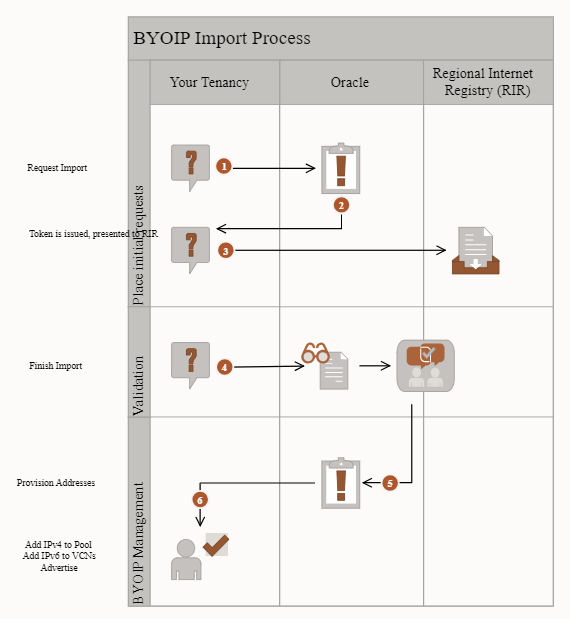 BYOIP Import Process
Your Tenancy
Oracle
Regional Internet
Registry (RIR)
Place initial requests
Request Import
1
2
Token is issued, presented to RIR
3
Validation
Finish Import
4
BYOIP Management
Provision Addresses
5
6
Add IPv4 to Pool
Add IPv6 to VCNs
Advertise